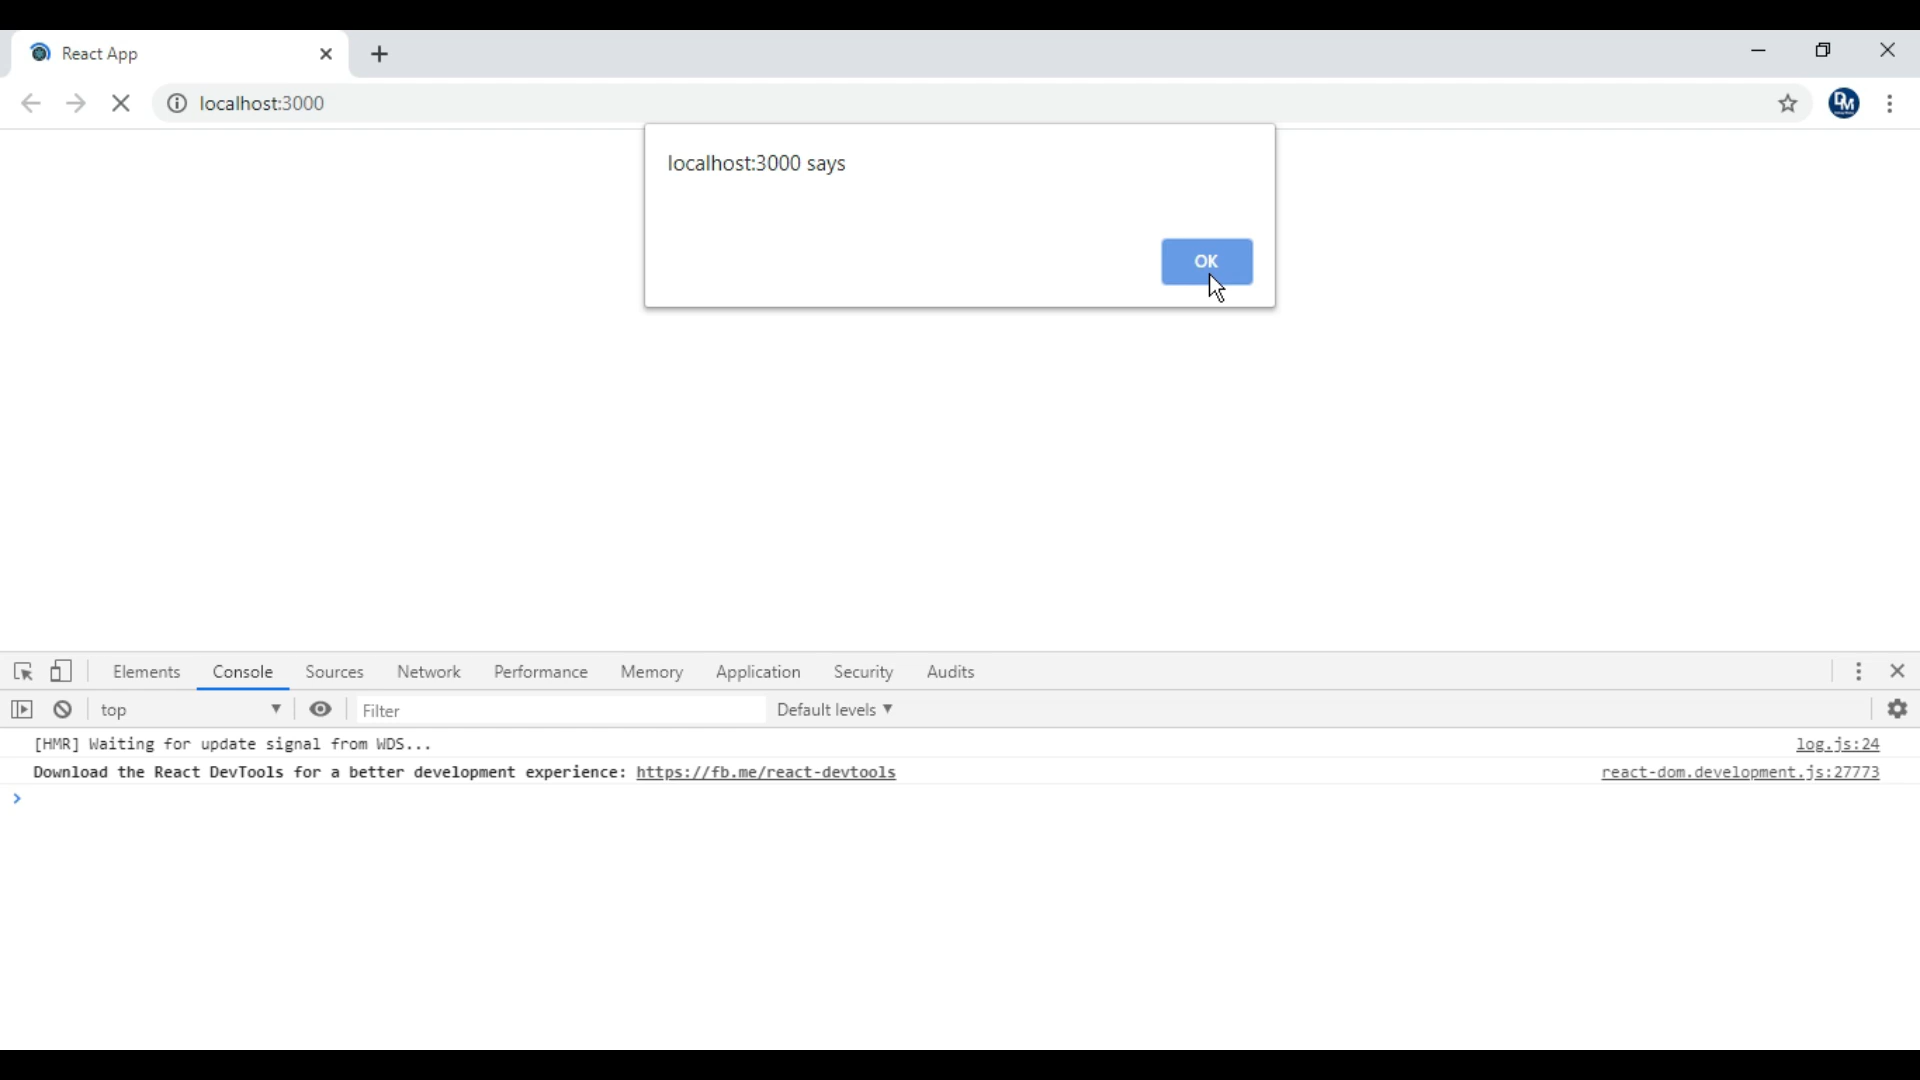 React App
localhost:3000
DM
localhost:3000 says
OK
Elements Console Sources Network Performance Memory Application Security Audits
top Filter Default levels
[HMR] Waiting for update signal from WDS... log.js:24
Download the React DevTools for a better development experience: https://fb.me/react-devtools react-dom.development.js:27773